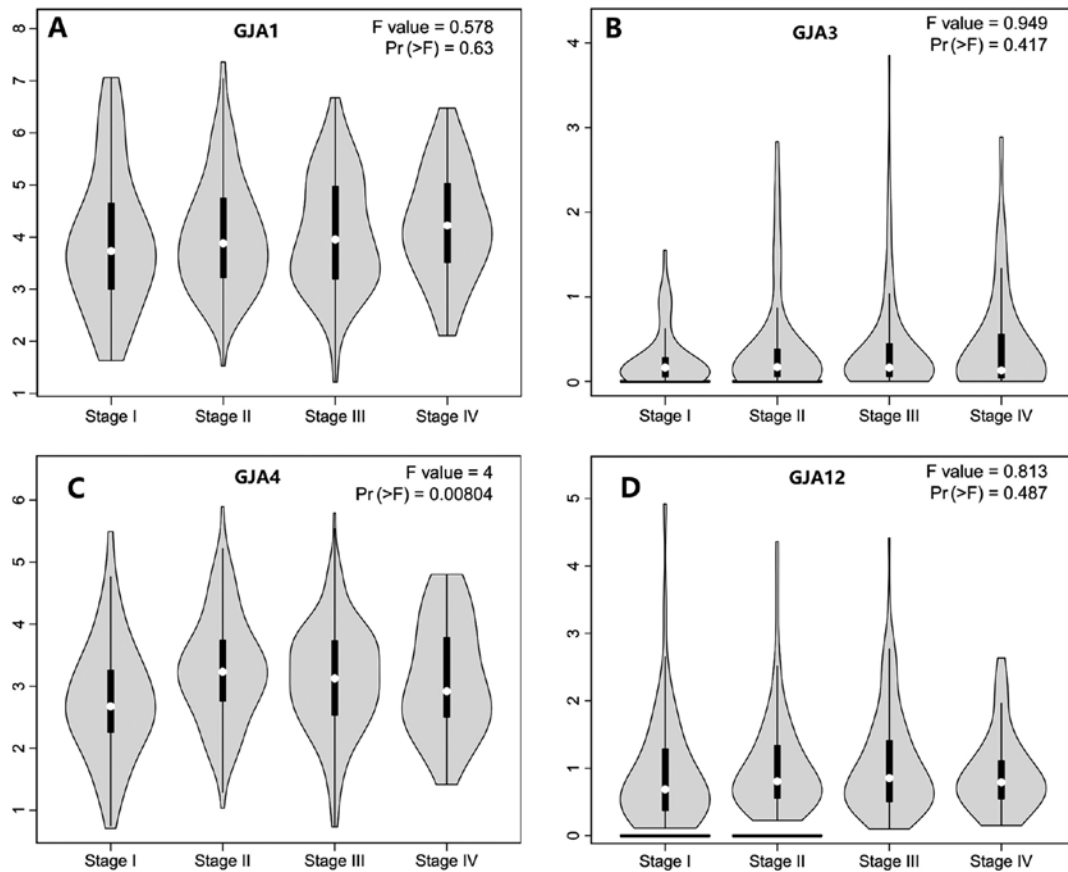 A
GJA1
F value = 0.578
Pr (>F) = 0.63
8
7
6
5
4
3
2
1
Stage I
Stage II
Stage III
Stage IV
B
GJA3
F value = 0.949
Pr (>F) = 0.417
4
3
2
1
0
Stage I
Stage II
Stage III
Stage IV
C
GJA4
F value = 4
Pr (>F) = 0.00804
6
5
4
3
2
1
Stage I
Stage II
Stage III
Stage IV
D
GJA12
F value = 0.813
Pr (>F) = 0.487
5
4
3
2
1
0
Stage I
Stage II
Stage III
Stage IV